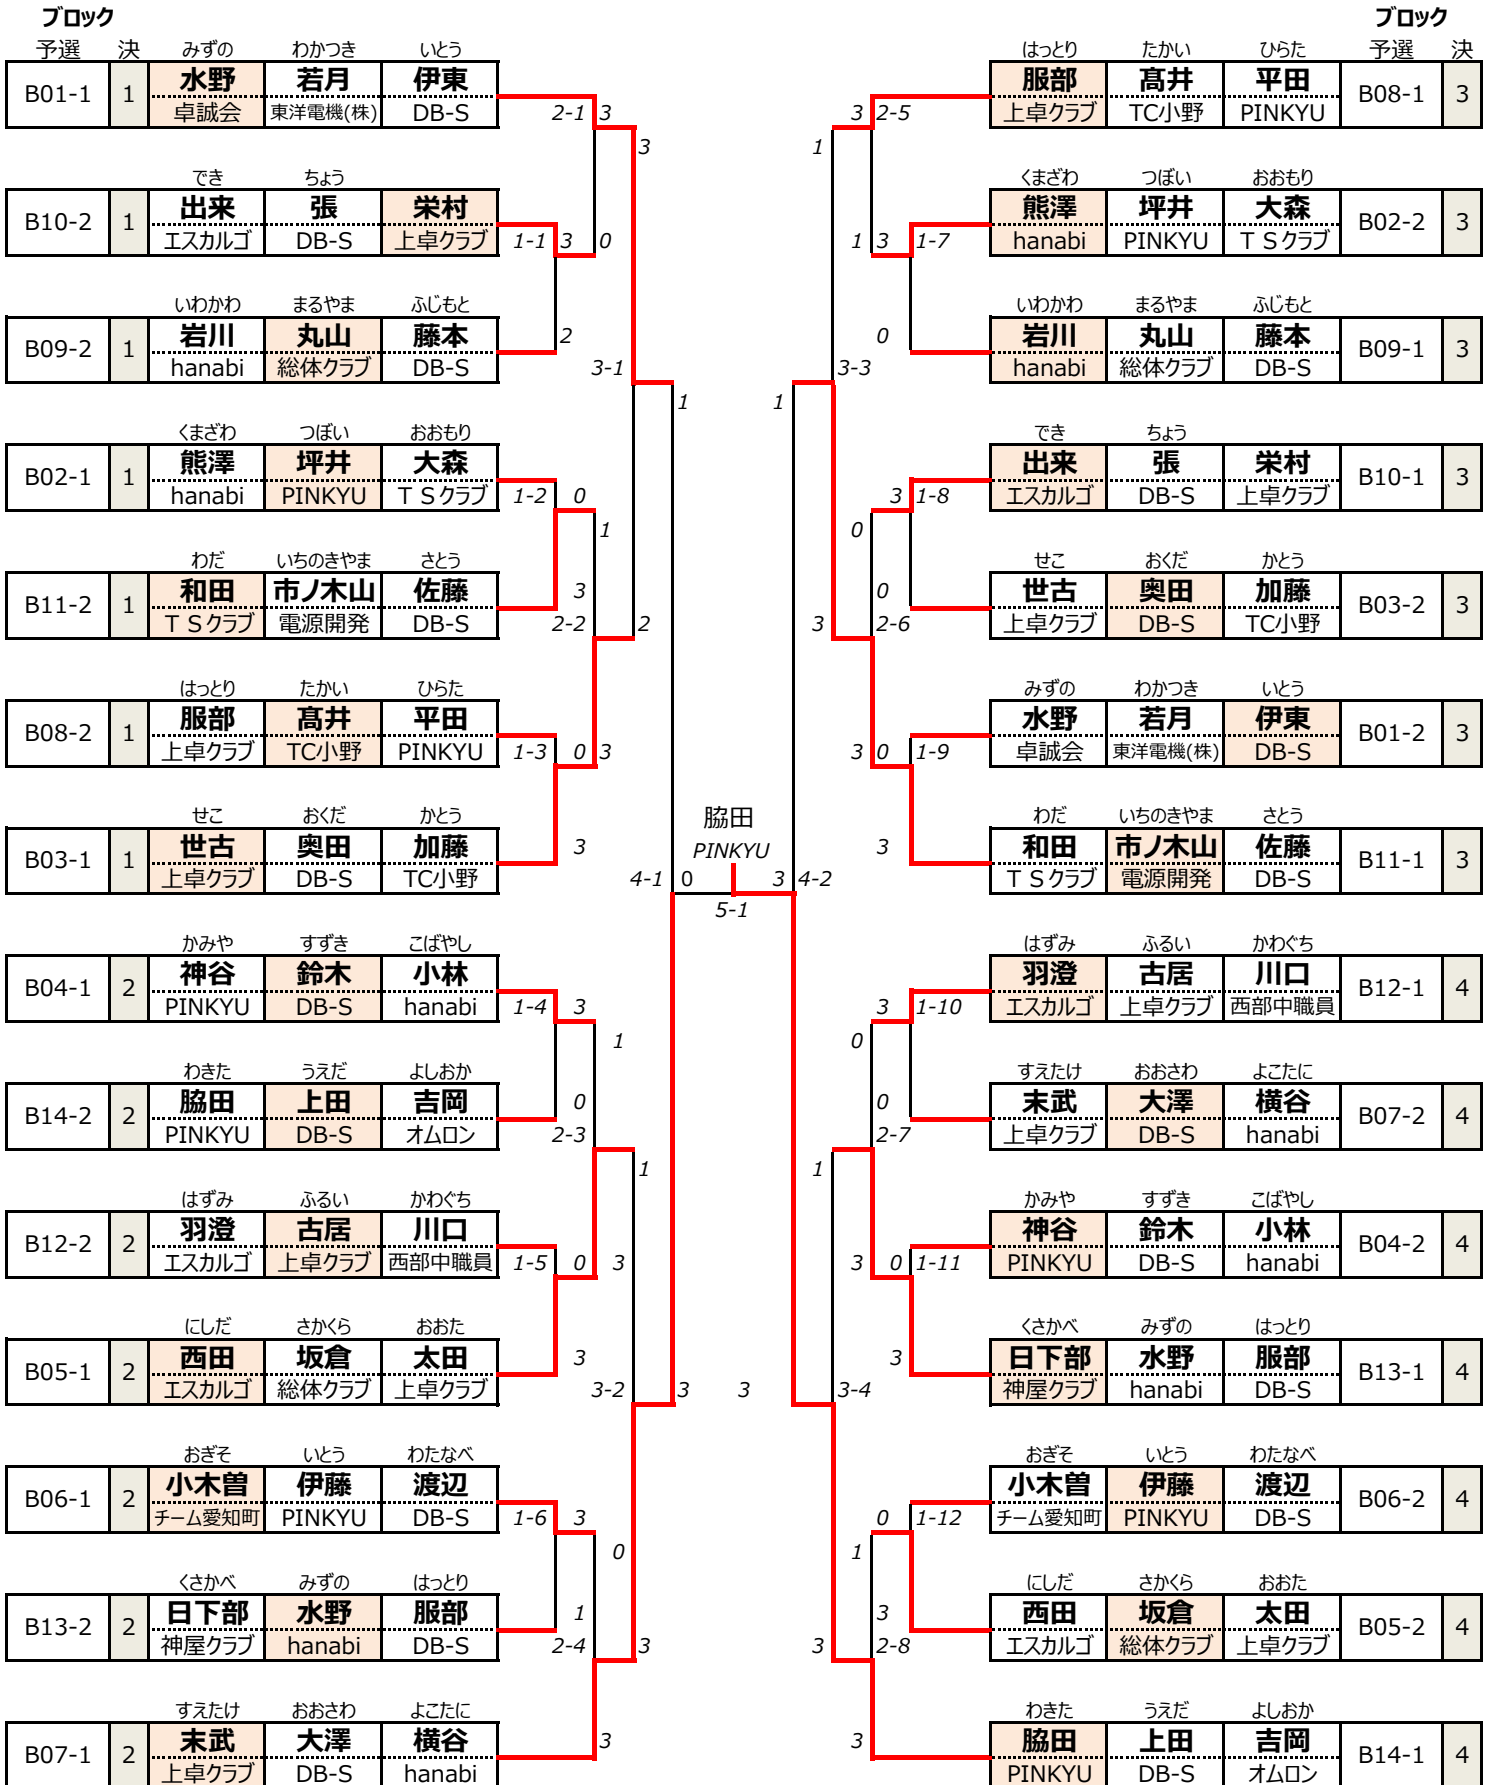 ブロック ブロック
予選 決 みずの わかつき いとう はっとり たかい ひらた 予選 決
B01-1 1 水野 若月 伊東 服部 髙井 平田 B08-1 3
卓誠会 東洋電機(株) DB-S 2-1 3 3 2-5 上卓クラブ TC小野 PINKYU
3 1
でき ちょう くまざわ つぼい おおもり
B10-2 1 出来 張 栄村 熊澤 坪井 大森 B02-2 3
エスカルゴ DB-S 上卓クラブ 1-1 3 0 1 3 1-7 hanabi PINKYU ＴＳクラブ
いわかわ まるやま ふじもと いわかわ まるやま ふじもと
B09-2 1 岩川 丸山 藤本 2 0 岩川 丸山 藤本 B09-1 3
hanabi 総体クラブ DB-S 3-1 3-3 hanabi 総体クラブ DB-S
1 1
くまざわ つぼい おおもり でき ちょう
B02-1 1 熊澤 坪井 大森 出来 張 栄村 B10-1 3
hanabi PINKYU ＴＳクラブ 1-2 0 3 1-8 エスカルゴ DB-S 上卓クラブ
1 0
わだ いちのきやま さとう せこ おくだ かとう
B11-2 1 和田 市ノ木山 佐藤 3 0 世古 奥田 加藤 B03-2 3
ＴＳクラブ 電源開発 DB-S 2-2 2 3 2-6 上卓クラブ DB-S TC小野
はっとり たかい ひらた みずの わかつき いとう
B08-2 1 服部 髙井 平田 水野 若月 伊東 B01-2 3
上卓クラブ TC小野 PINKYU 1-3 0 3 3 0 1-9 卓誠会 東洋電機(株) DB-S
せこ おくだ かとう 脇田 わだ いちのきやま さとう
B03-1 1 世古 奥田 加藤 3 PINKYU 3 和田 市ノ木山 佐藤 B11-1 3
上卓クラブ DB-S TC小野 4-1 0 3 4-2 ＴＳクラブ 電源開発 DB-S
5-1
かみや すずき こばやし はずみ ふるい かわぐち
B04-1 2 神谷 鈴木 小林 羽澄 古居 川口 B12-1 4
PINKYU DB-S hanabi 1-4 3 3 1-10 エスカルゴ 上卓クラブ 西部中職員
1 0
わきた うえだ よしおか すえたけ おおさわ よこたに
B14-2 2 脇田 上田 吉岡 0 0 末武 大澤 横谷 B07-2 4
PINKYU DB-S オムロン 2-3 2-7 上卓クラブ DB-S hanabi
1 1
はずみ ふるい かわぐち かみや すずき こばやし
B12-2 2 羽澄 古居 川口 神谷 鈴木 小林 B04-2 4
エスカルゴ 上卓クラブ 西部中職員 1-5 0 3 3 0 1-11 PINKYU DB-S hanabi
にしだ さかくら おおた くさかべ みずの はっとり
B05-1 2 西田 坂倉 太田 3 3 日下部 水野 服部 B13-1 4
エスカルゴ 総体クラブ 上卓クラブ 3-2 3 3 3-4 神屋クラブ hanabi DB-S
おぎそ いとう わたなべ おぎそ いとう わたなべ
B06-1 2 小木曽 伊藤 渡辺 小木曽 伊藤 渡辺 B06-2 4
チーム愛知町 PINKYU DB-S 1-6 3 0 1-12 チーム愛知町 PINKYU DB-S
0 1
くさかべ みずの はっとり にしだ さかくら おおた
B13-2 2 日下部 水野 服部 1 3 西田 坂倉 太田 B05-2 4
神屋クラブ hanabi DB-S 2-4 3 3 2-8 エスカルゴ 総体クラブ 上卓クラブ
すえたけ おおさわ よこたに わきた うえだ よしおか
B07-1 2 末武 大澤 横谷 3 3 脇田 上田 吉岡 B14-1 4
上卓クラブ DB-S hanabi PINKYU DB-S オムロン